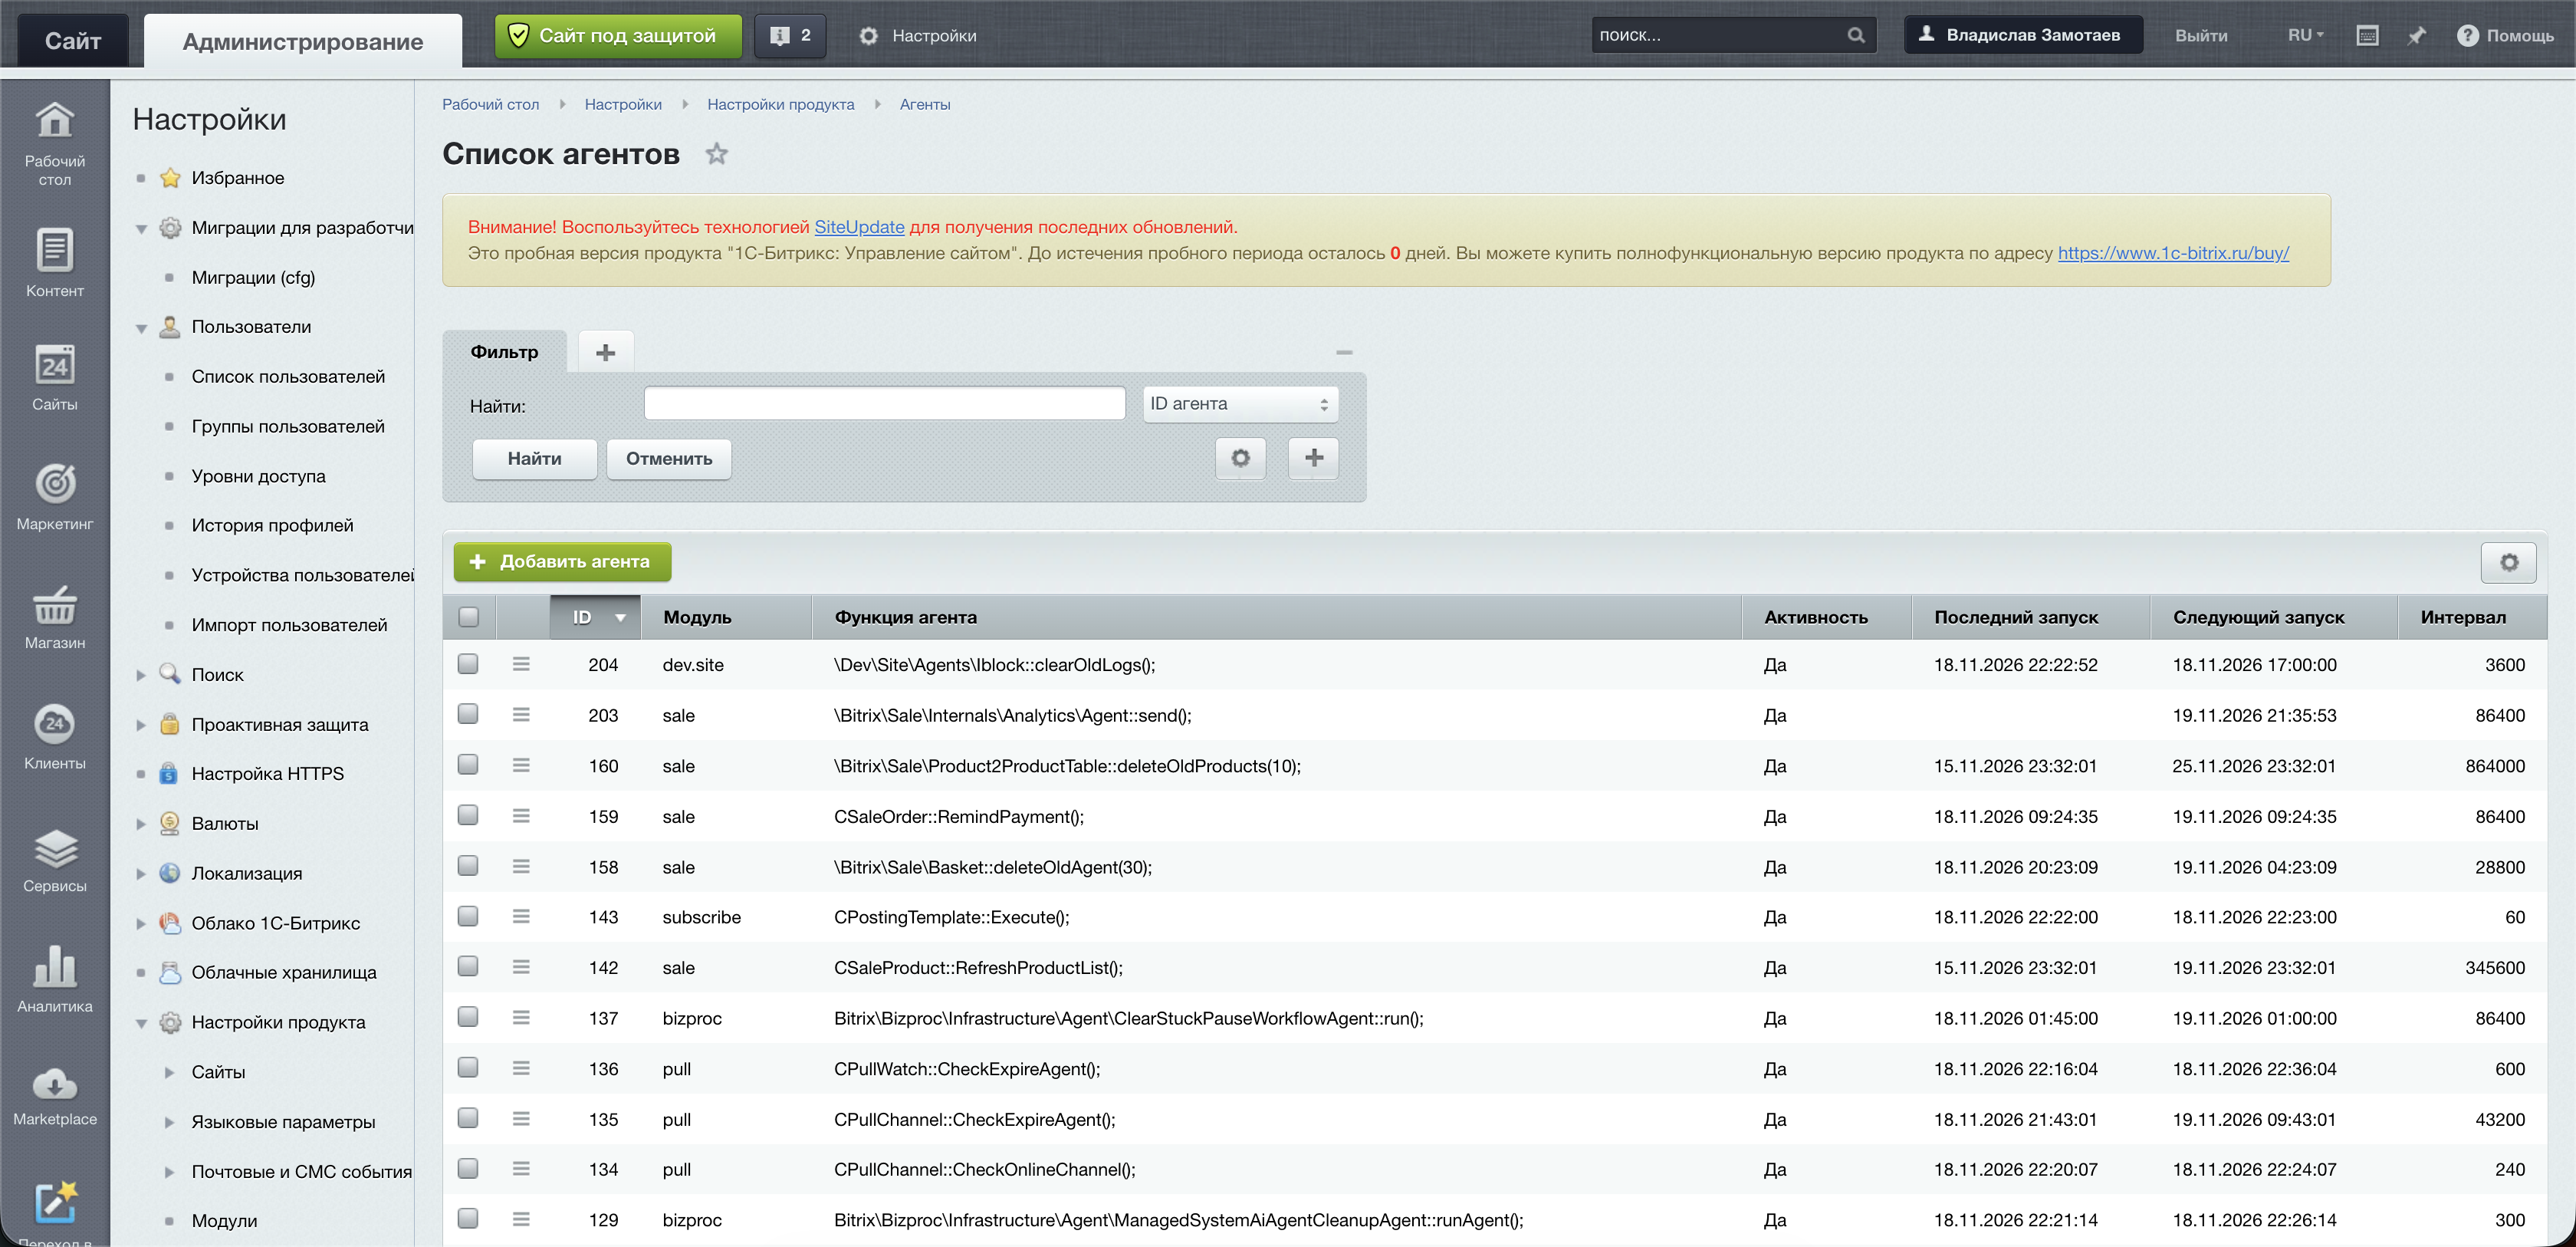 Сайт
Администрирование
Сайт под защитой
2
Настройки
поиск...
Владислав Замотаев
Выйти
RU
Помощь
Рабочий стол
Контент
24
Сайты
Маркетинг
Магазин
24
Клиенты
Сервисы
Аналитика
Marketplace
Переход в
Настройки
Избранное
Миграции для разработчи
Миграции (cfg)
Пользователи
Список пользователей
Группы пользователей
Уровни доступа
История профилей
Устройства пользователей
Импорт пользователей
Поиск
Проактивная защита
Настройка HTTPS
Валюты
Локализация
Облако 1С-Битрикс
Облачные хранилища
Настройки продукта
Сайты
Языковые параметры
Почтовые и СМС события
Модули
Рабочий стол Настройки Настройки продукта Агенты
Список агентов
Внимание! Воспользуйтесь технологией SiteUpdate для получения последних обновлений.
Это пробная версия продукта "1С-Битрикс: Управление сайтом". До истечения пробного периода осталось 0 дней. Вы можете купить полнофункциональную версию продукта по адресу https://www.1c-bitrix.ru/buy/
Фильтр
Найти:
ID агента
Найти Отменить
Добавить агента
ID Модуль Функция агента Активность Последний запуск Следующий запуск Интервал
204 dev.site \Dev\Site\Agents\Iblock::clearOldLogs(); Да 18.11.2026 22:22:52 18.11.2026 17:00:00 3600
203 sale \Bitrix\Sale\Internals\Analytics\Agent::send(); Да 19.11.2026 21:35:53 86400
160 sale \Bitrix\Sale\Product2ProductTable::deleteOldProducts(10); Да 15.11.2026 23:32:01 25.11.2026 23:32:01 864000
159 sale CSaleOrder::RemindPayment(); Да 18.11.2026 09:24:35 19.11.2026 09:24:35 86400
158 sale \Bitrix\Sale\Basket::deleteOldAgent(30); Да 18.11.2026 20:23:09 19.11.2026 04:23:09 28800
143 subscribe CPostingTemplate::Execute(); Да 18.11.2026 22:22:00 18.11.2026 22:23:00 60
142 sale CSaleProduct::RefreshProductList(); Да 15.11.2026 23:32:01 19.11.2026 23:32:01 345600
137 bizproc Bitrix\Bizproc\Infrastructure\Agent\ClearStuckPauseWorkflowAgent::run(); Да 18.11.2026 01:45:00 19.11.2026 01:00:00 86400
136 pull CPullWatch::CheckExpireAgent(); Да 18.11.2026 22:16:04 18.11.2026 22:36:04 600
135 pull CPullChannel::CheckExpireAgent(); Да 18.11.2026 21:43:01 19.11.2026 09:43:01 43200
134 pull CPullChannel::CheckOnlineChannel(); Да 18.11.2026 22:20:07 18.11.2026 22:24:07 240
129 bizproc Bitrix\Bizproc\Infrastructure\Agent\ManagedSystemAiAgentCleanupAgent::runAgent(); Да 18.11.2026 22:21:14 18.11.2026 22:26:14 300